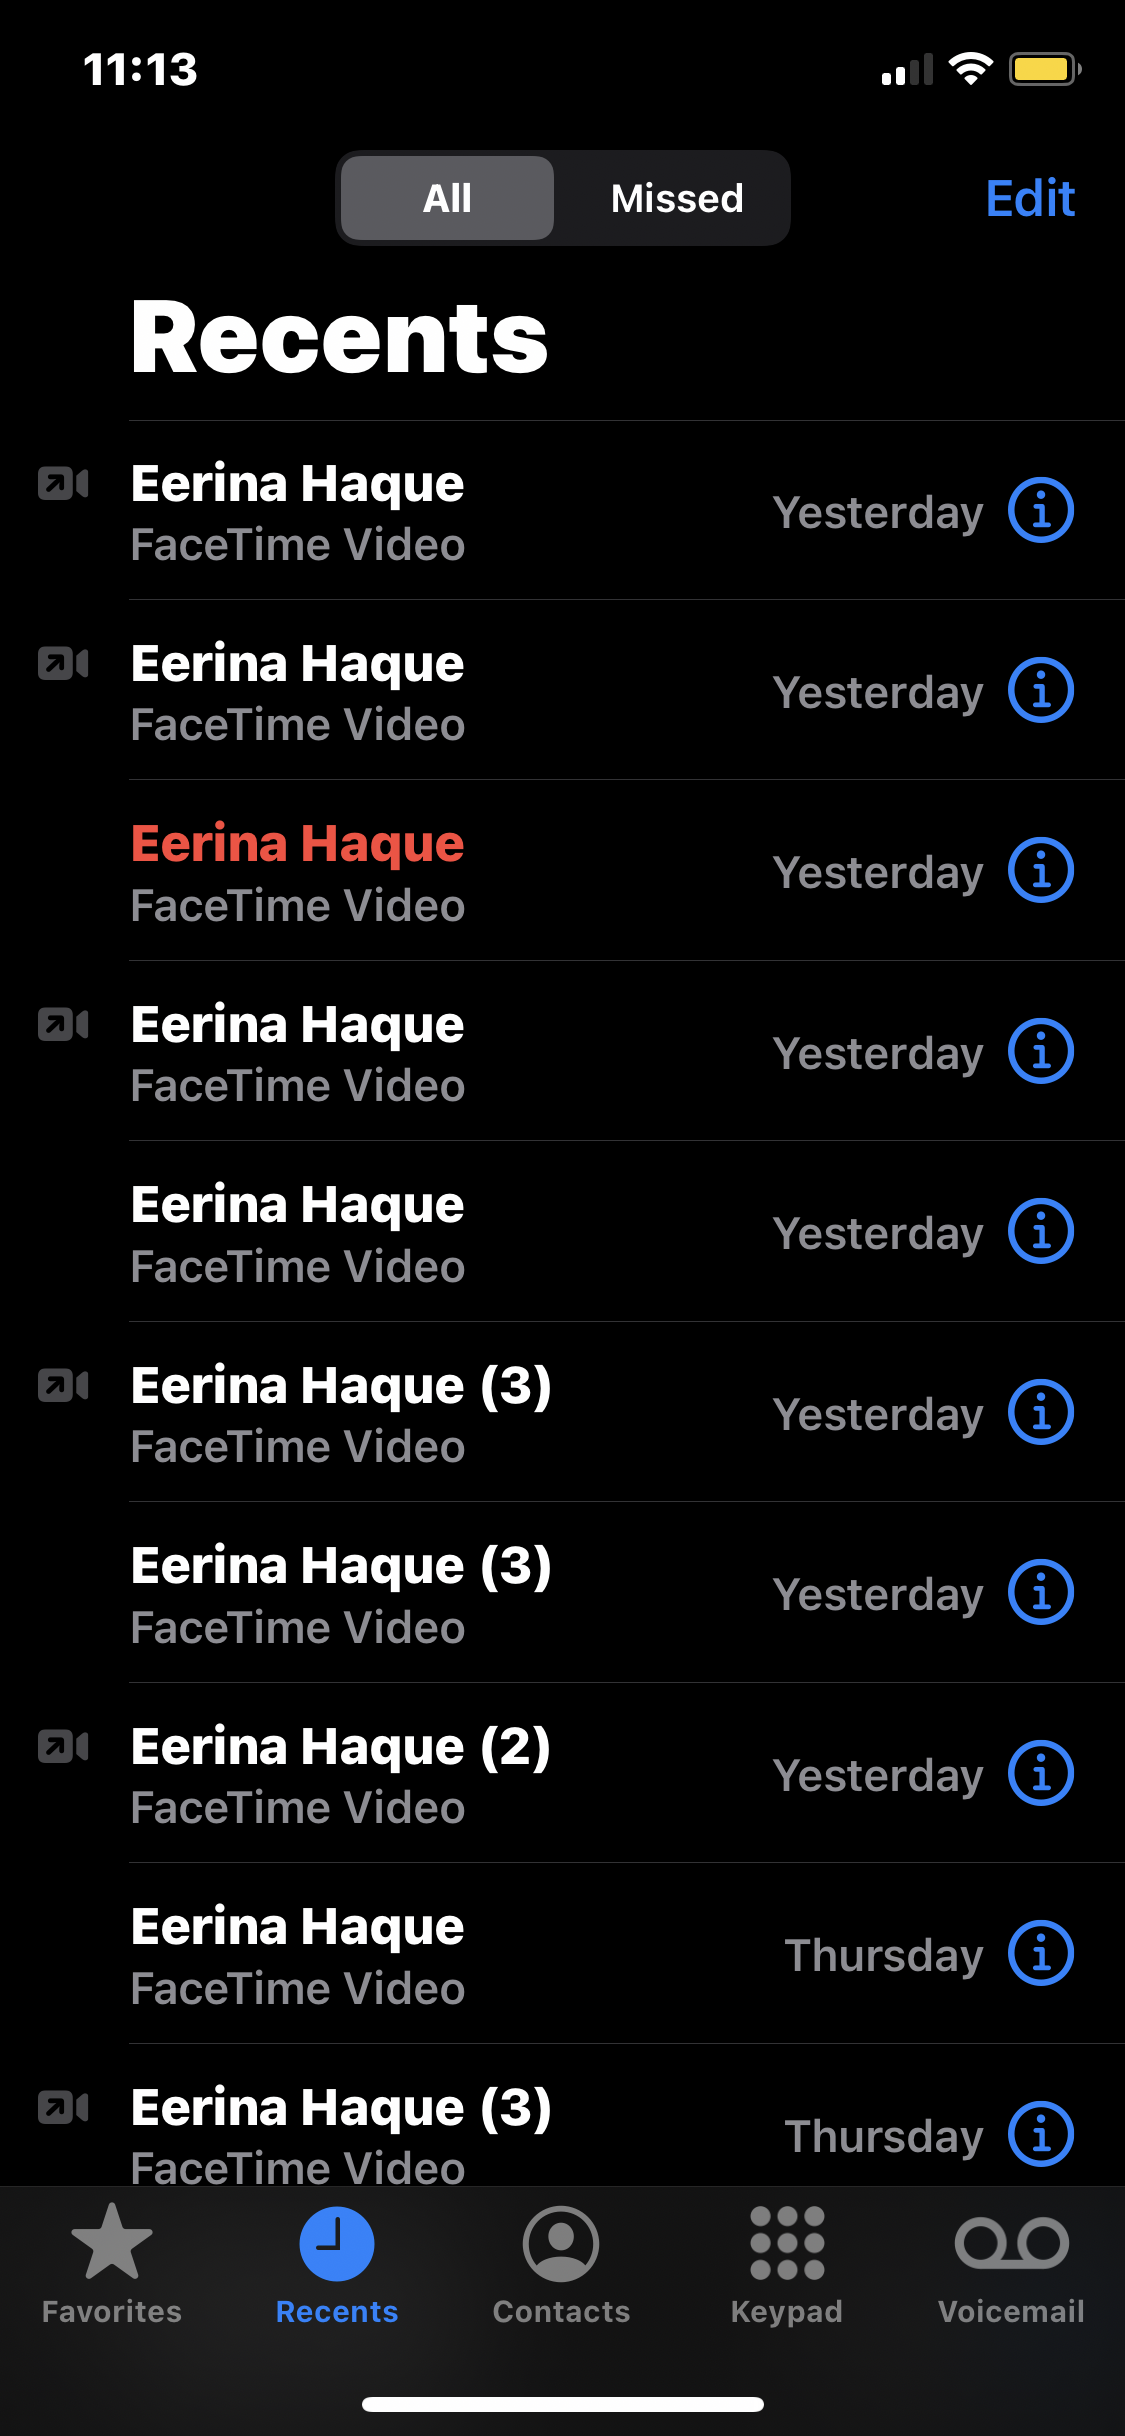 11:13
All Missed Edit
Recents
Eerina Haque
FaceTime Video
Yesterday
Eerina Haque
FaceTime Video
Yesterday
Eerina Haque
FaceTime Video
Yesterday
Eerina Haque
FaceTime Video
Yesterday
Eerina Haque
FaceTime Video
Yesterday
Eerina Haque (3)
FaceTime Video
Yesterday
Eerina Haque (3)
FaceTime Video
Yesterday
Eerina Haque (2)
FaceTime Video
Yesterday
Eerina Haque
FaceTime Video
Thursday
Eerina Haque (3)
FaceTime Video
Thursday
Favorites Recents Contacts Keypad Voicemail